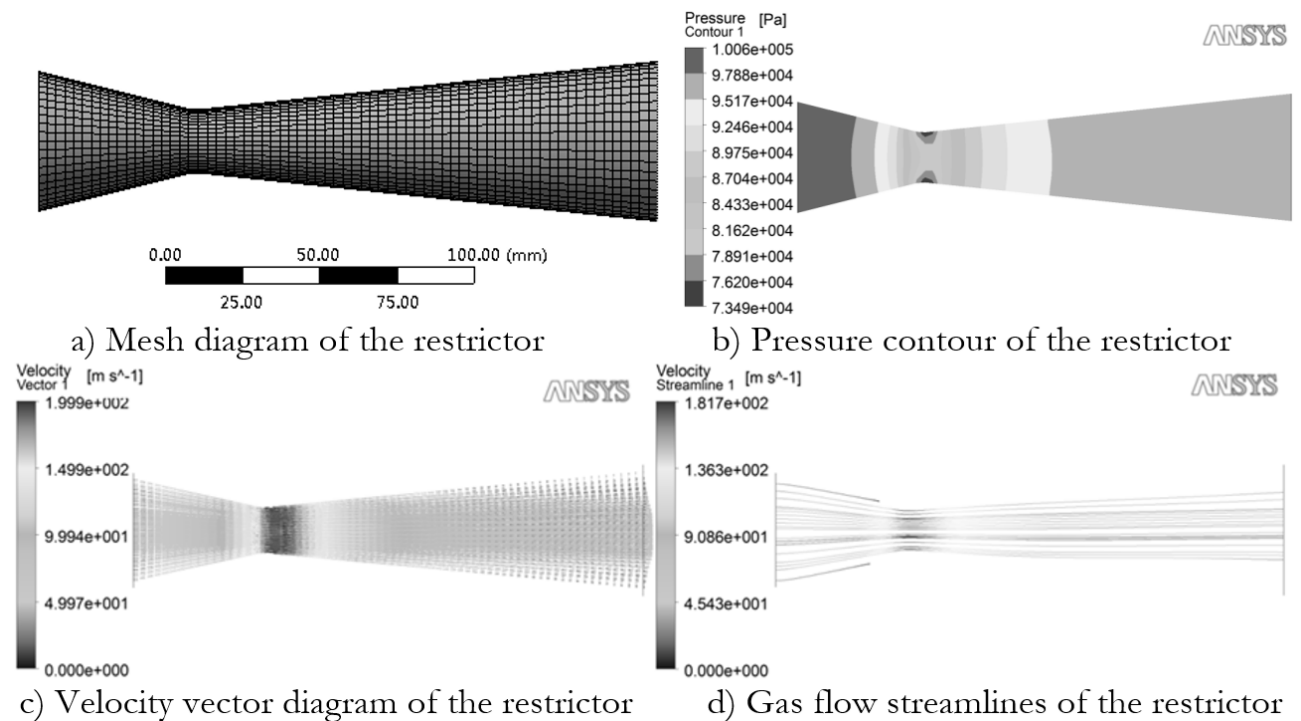 0.00 50.00 100.00 (mm)
25.00 75.00
a) Mesh diagram of the restrictor
Pressure [Pa]
Contour 1
ANSYS
1.006e+005
9.788e+004
9.517e+004
9.246e+004
8.975e+004
8.704e+004
8.433e+004
8.162e+004
7.891e+004
7.620e+004
7.349e+004
b) Pressure contour of the restrictor
Velocity [m s^-1]
Vector 1
ANSYS
1.999e+002
1.499e+002
9.994e+001
4.997e+001
0.000e+000
c) Velocity vector diagram of the restrictor
Velocity [m s^-1]
Streamline 1
ANSYS
1.817e+002
1.363e+002
9.086e+001
4.543e+001
0.000e+000
d) Gas flow streamlines of the restrictor